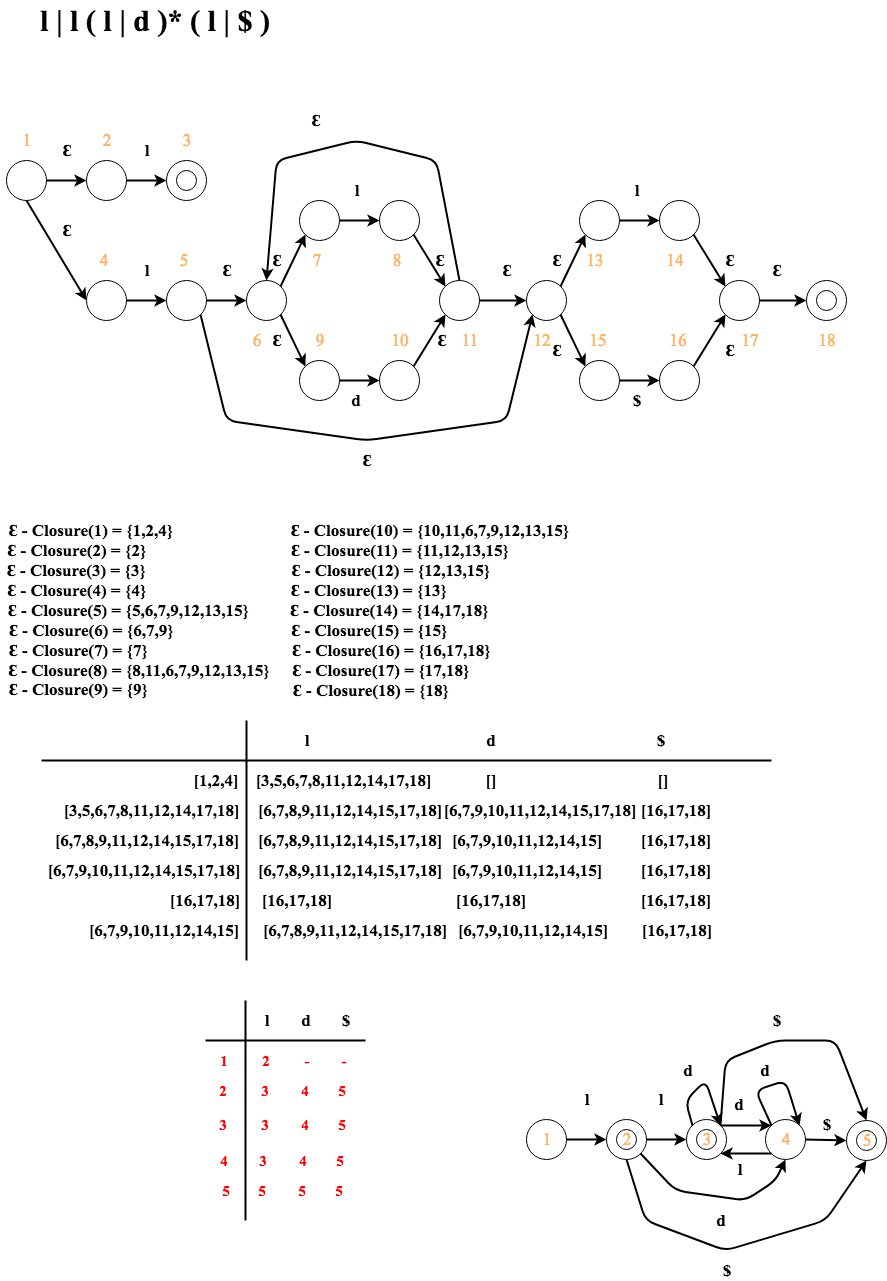 l | l ( l | d )* ( l | $ )
Ɛ
1 2 3
Ɛ l
l l
Ɛ
4 5 7 8 13 14
l Ɛ Ɛ Ɛ Ɛ Ɛ Ɛ Ɛ
6 Ɛ 9 10 Ɛ 11 12 Ɛ 15 16 Ɛ 17 18
d $
Ɛ
Ɛ - Closure(1) = {1,2,4}
Ɛ - Closure(2) = {2}
Ɛ - Closure(3) = {3}
Ɛ - Closure(4) = {4}
Ɛ - Closure(5) = {5,6,7,9,12,13,15}
Ɛ - Closure(6) = {6,7,9}
Ɛ - Closure(7) = {7}
Ɛ - Closure(8) = {8,11,6,7,9,12,13,15}
Ɛ - Closure(9) = {9}
Ɛ - Closure(10) = {10,11,6,7,9,12,13,15}
Ɛ - Closure(11) = {11,12,13,15}
Ɛ - Closure(12) = {12,13,15}
Ɛ - Closure(13) = {13}
Ɛ - Closure(14) = {14,17,18}
Ɛ - Closure(15) = {15}
Ɛ - Closure(16) = {16,17,18}
Ɛ - Closure(17) = {17,18}
Ɛ - Closure(18) = {18}
l d $
[1,2,4] [3,5,6,7,8,11,12,14,17,18] [] []
[3,5,6,7,8,11,12,14,17,18] [6,7,8,9,11,12,14,15,17,18] [6,7,9,10,11,12,14,15,17,18] [16,17,18]
[6,7,8,9,11,12,14,15,17,18] [6,7,8,9,11,12,14,15,17,18] [6,7,9,10,11,12,14,15] [16,17,18]
[6,7,9,10,11,12,14,15,17,18] [6,7,8,9,11,12,14,15,17,18] [6,7,9,10,11,12,14,15] [16,17,18]
[16,17,18] [16,17,18] [16,17,18] [16,17,18]
[6,7,9,10,11,12,14,15] [6,7,8,9,11,12,14,15,17,18] [6,7,9,10,11,12,14,15] [16,17,18]
l d $
1 2 - -
2 3 4 5
3 3 4 5
4 3 4 5
5 5 5 5
$
d d
l l d
$
1 2 3 4 5
l
d
$